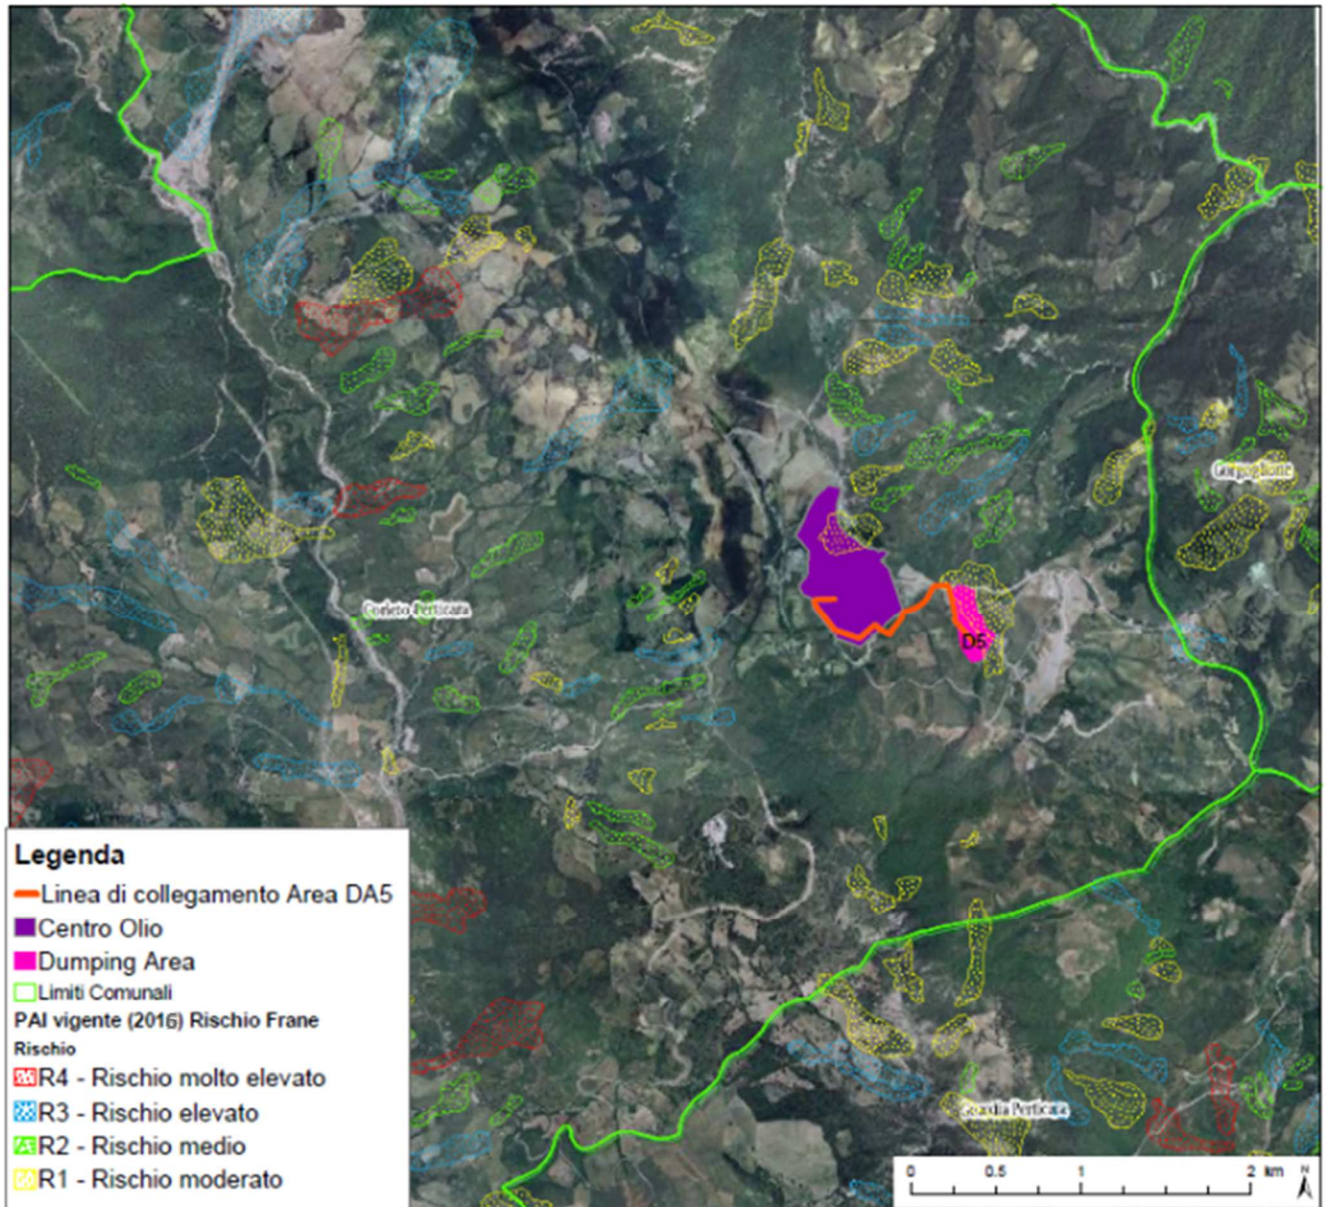 Gorgoglione
Corleto Perticara
D5
Legenda
Linea di collegamento Area DA5
Centro Olio
Dumping Area
Limiti Comunali
PAI vigente (2016) Rischio Frane
Rischio
R4 - Rischio molto elevato
R3 - Rischio elevato
R2 - Rischio medio
R1 - Rischio moderato
Guardia Perticara
0 0.5 1 2 km
N